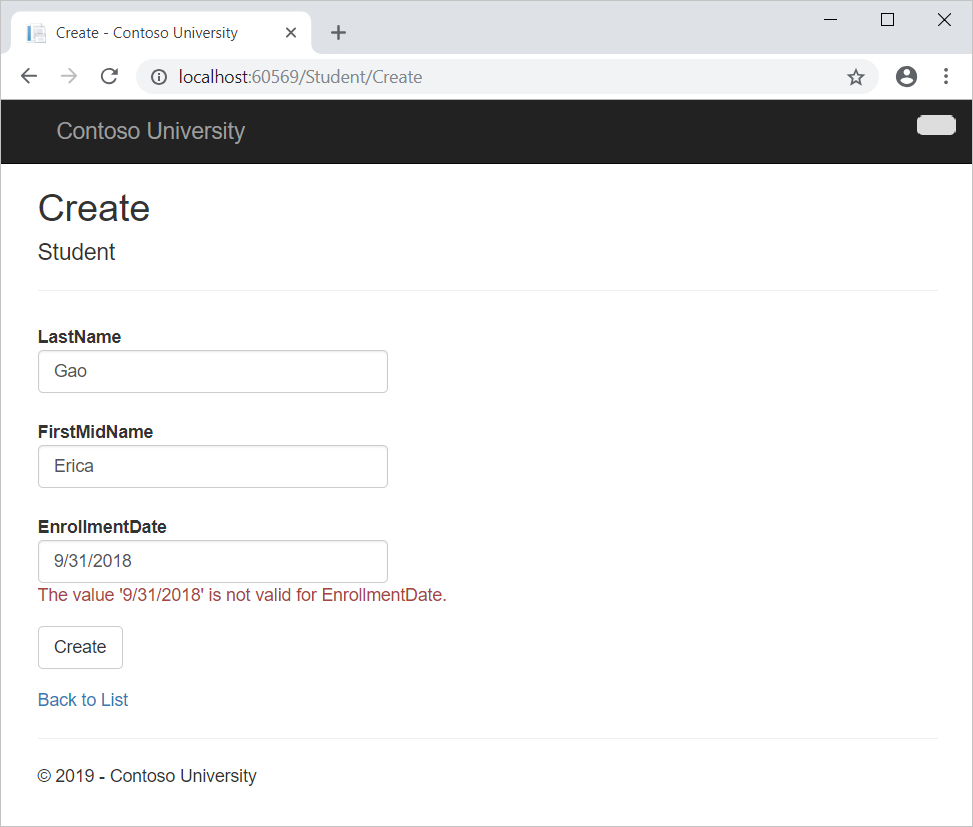 Create - Contoso University
localhost:60569/Student/Create
Contoso University
Create
Student
LastName
Gao
FirstMidName
Erica
EnrollmentDate
9/31/2018
The value '9/31/2018' is not valid for EnrollmentDate.
Create
Back to List
© 2019 - Contoso University